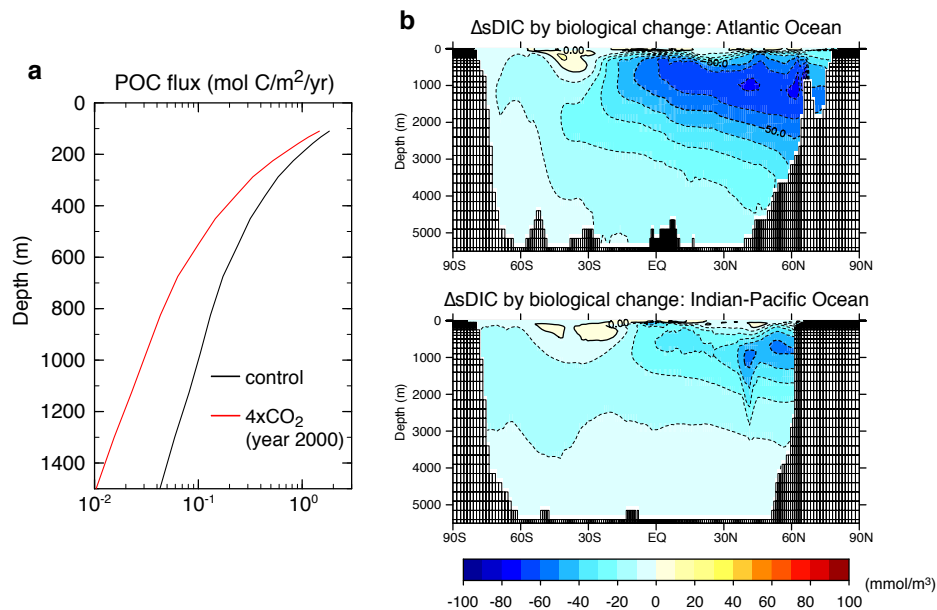 a
POC flux (mol C/m²/yr)
0
200
400
600
800
1000
1200
1400
Depth (m)
control
4xCO₂
(year 2000)
10⁻² 10⁻¹ 10⁰
b
ΔsDIC by biological change: Atlantic Ocean
0
1000
2000
3000
4000
5000
Depth (m)
0.00
50.0
-50.0
90S 60S 30S EQ 30N 60N 90N
ΔsDIC by biological change: Indian-Pacific Ocean
0
1000
2000
3000
4000
5000
Depth (m)
0.00
90S 60S 30S EQ 30N 60N 90N
(mmol/m³)
-100 -80 -60 -40 -20 0 20 40 60 80 100